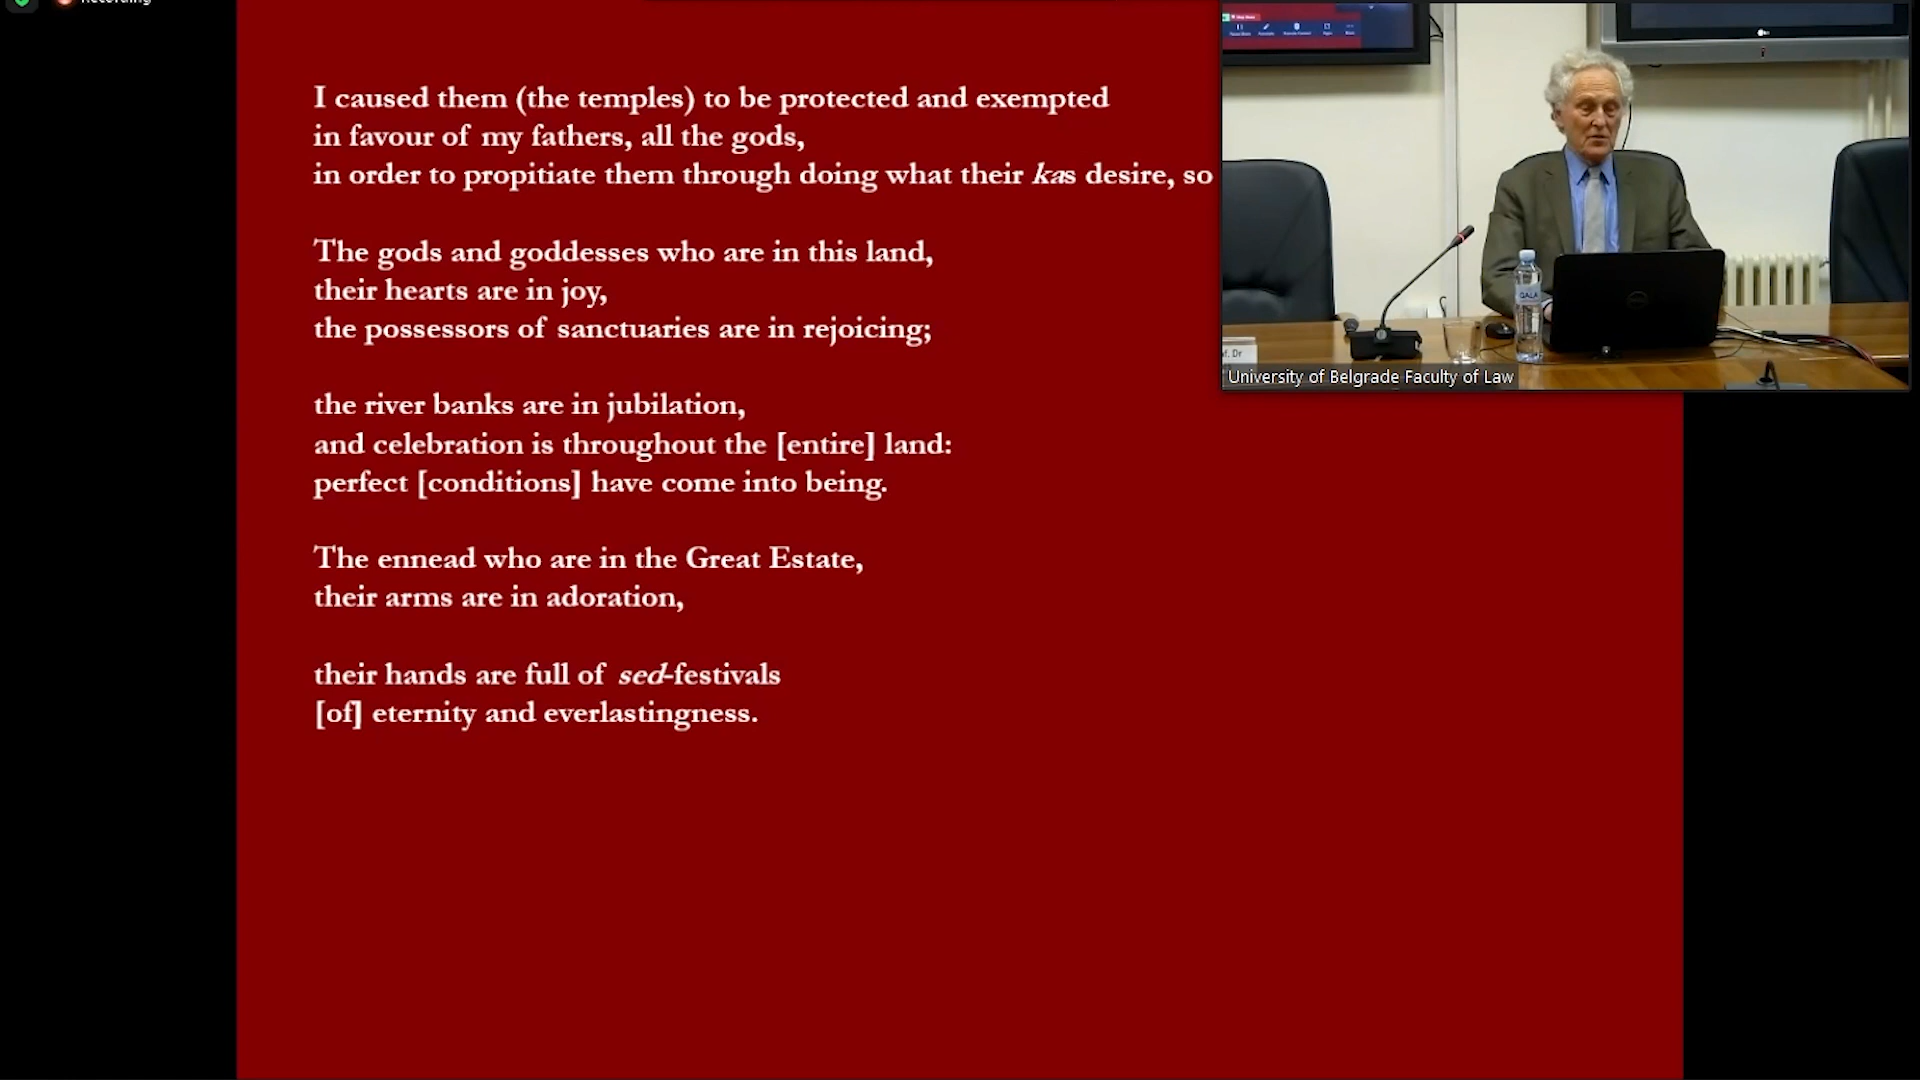 Recording
I caused them (the temples) to be protected and exempted
in favour of my fathers, all the gods,
in order to propitiate them through doing what their kas desire, so
The gods and goddesses who are in this land,
their hearts are in joy,
the possessors of sanctuaries are in rejoicing;
the river banks are in jubilation,
and celebration is throughout the [entire] land:
perfect [conditions] have come into being.
The ennead who are in the Great Estate,
their arms are in adoration,
their hands are full of sed-festivals
[of] eternity and everlastingness.
GALA
Dr
University of Belgrade Faculty of Law